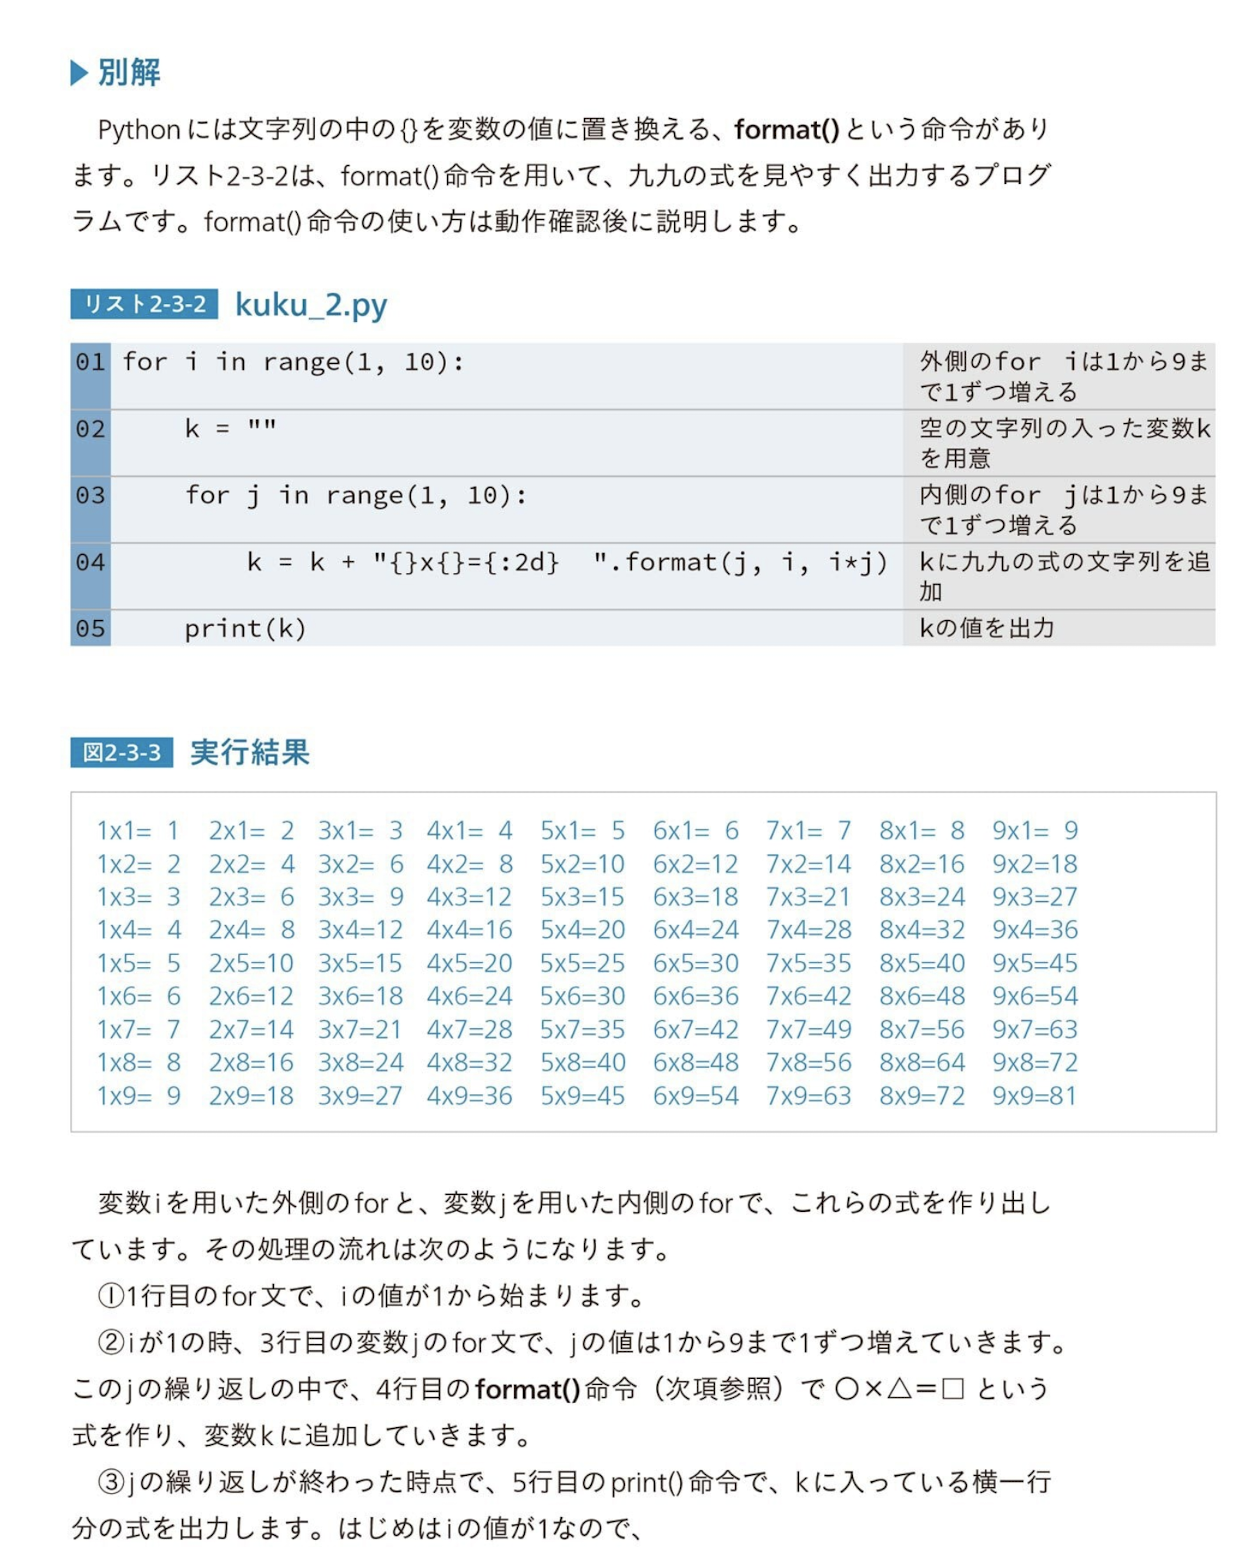 ▶別解
Pythonには文字列の中の{}を変数の値に置き換える、format()という命令があり
ます。リスト2-3-2は、format()命令を用いて、九九の式を見やすく出力するプログ
ラムです。format()命令の使い方は動作確認後に説明します。
リスト2-3-2 kuku_2.py
01 for i in range(1, 10): 外側のfor iは1から9ま
で1ずつ増える
02     k = "" 空の文字列の入った変数k
を用意
03     for j in range(1, 10): 内側のfor jは1から9ま
で1ずつ増える
04         k = k + "{}x{}={:2d}  ".format(j, i, i*j) kに九九の式の文字列を追
加
05     print(k) kの値を出力
図2-3-3 実行結果
1x1= 1  2x1= 2  3x1= 3  4x1= 4  5x1= 5  6x1= 6  7x1= 7  8x1= 8  9x1= 9
1x2= 2  2x2= 4  3x2= 6  4x2= 8  5x2=10  6x2=12  7x2=14  8x2=16  9x2=18
1x3= 3  2x3= 6  3x3= 9  4x3=12  5x3=15  6x3=18  7x3=21  8x3=24  9x3=27
1x4= 4  2x4= 8  3x4=12  4x4=16  5x4=20  6x4=24  7x4=28  8x4=32  9x4=36
1x5= 5  2x5=10  3x5=15  4x5=20  5x5=25  6x5=30  7x5=35  8x5=40  9x5=45
1x6= 6  2x6=12  3x6=18  4x6=24  5x6=30  6x6=36  7x6=42  8x6=48  9x6=54
1x7= 7  2x7=14  3x7=21  4x7=28  5x7=35  6x7=42  7x7=49  8x7=56  9x7=63
1x8= 8  2x8=16  3x8=24  4x8=32  5x8=40  6x8=48  7x8=56  8x8=64  9x8=72
1x9= 9  2x9=18  3x9=27  4x9=36  5x9=45  6x9=54  7x9=63  8x9=72  9x9=81
変数iを用いた外側のforと、変数jを用いた内側のforで、これらの式を作り出し
ています。その処理の流れは次のようになります。
①1行目のfor文で、iの値が1から始まります。
②iが1の時、3行目の変数jのfor文で、jの値は1から9まで1ずつ増えていきます。
このjの繰り返しの中で、4行目のformat()命令（次項参照）で 〇×△＝□ という
式を作り、変数kに追加していきます。
③jの繰り返しが終わった時点で、5行目のprint()命令で、kに入っている横一行
分の式を出力します。はじめはiの値が1なので、